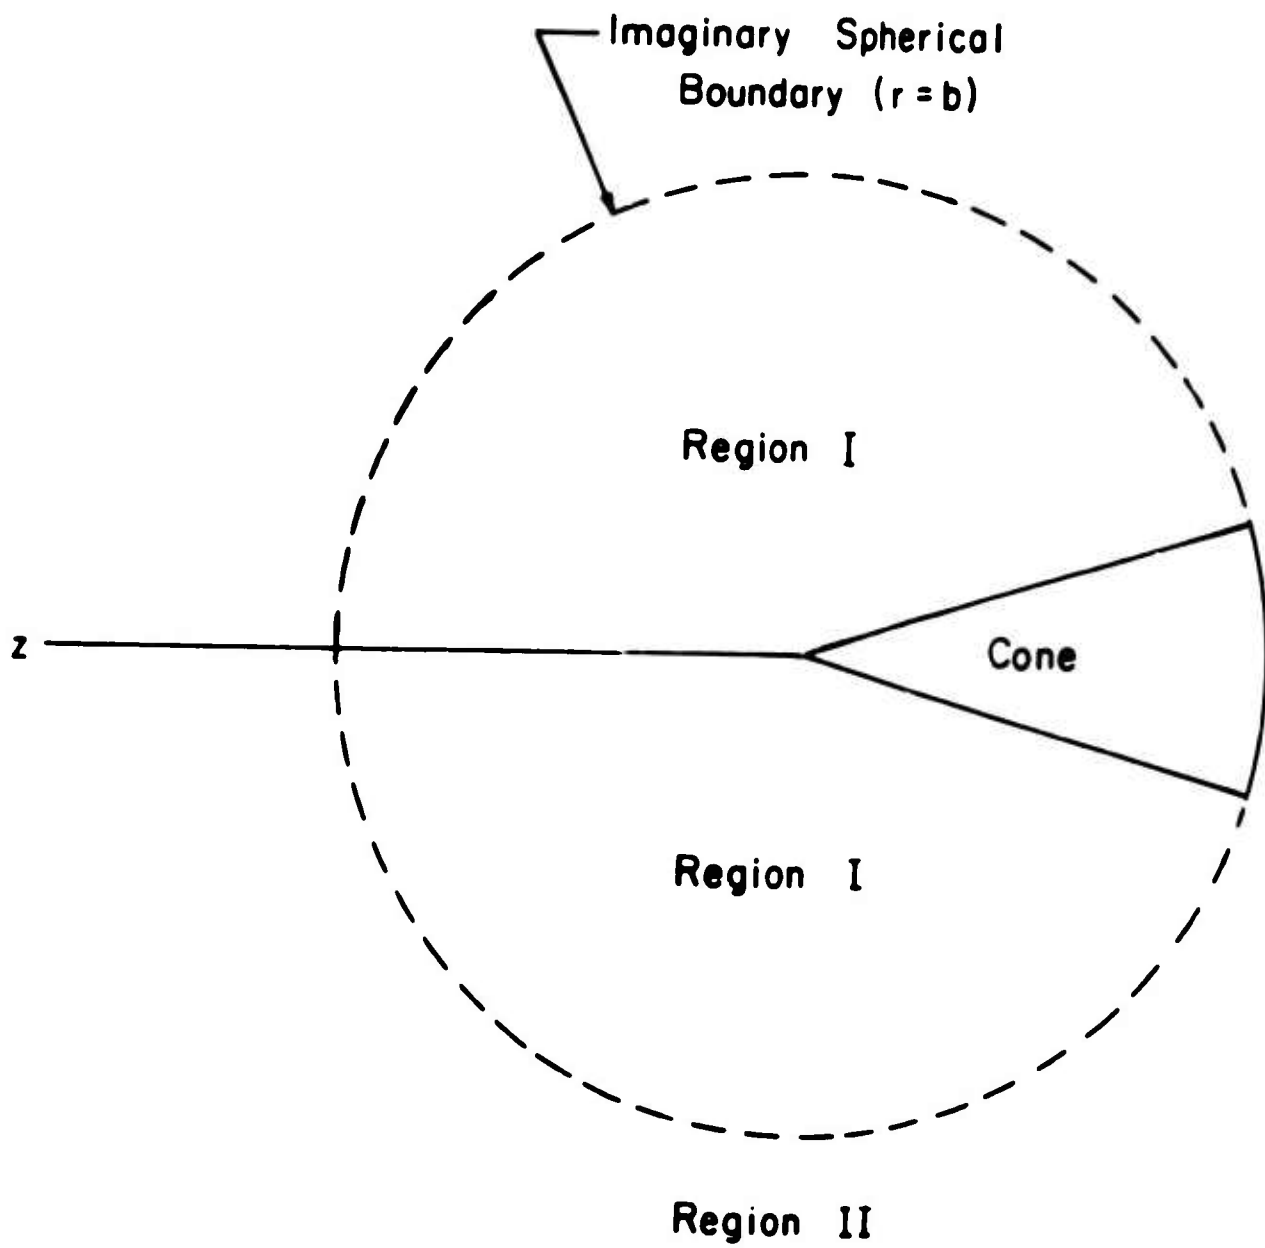 Imaginary Spherical
Boundary (r = b)
Region I
z
Cone
Region I
Region II